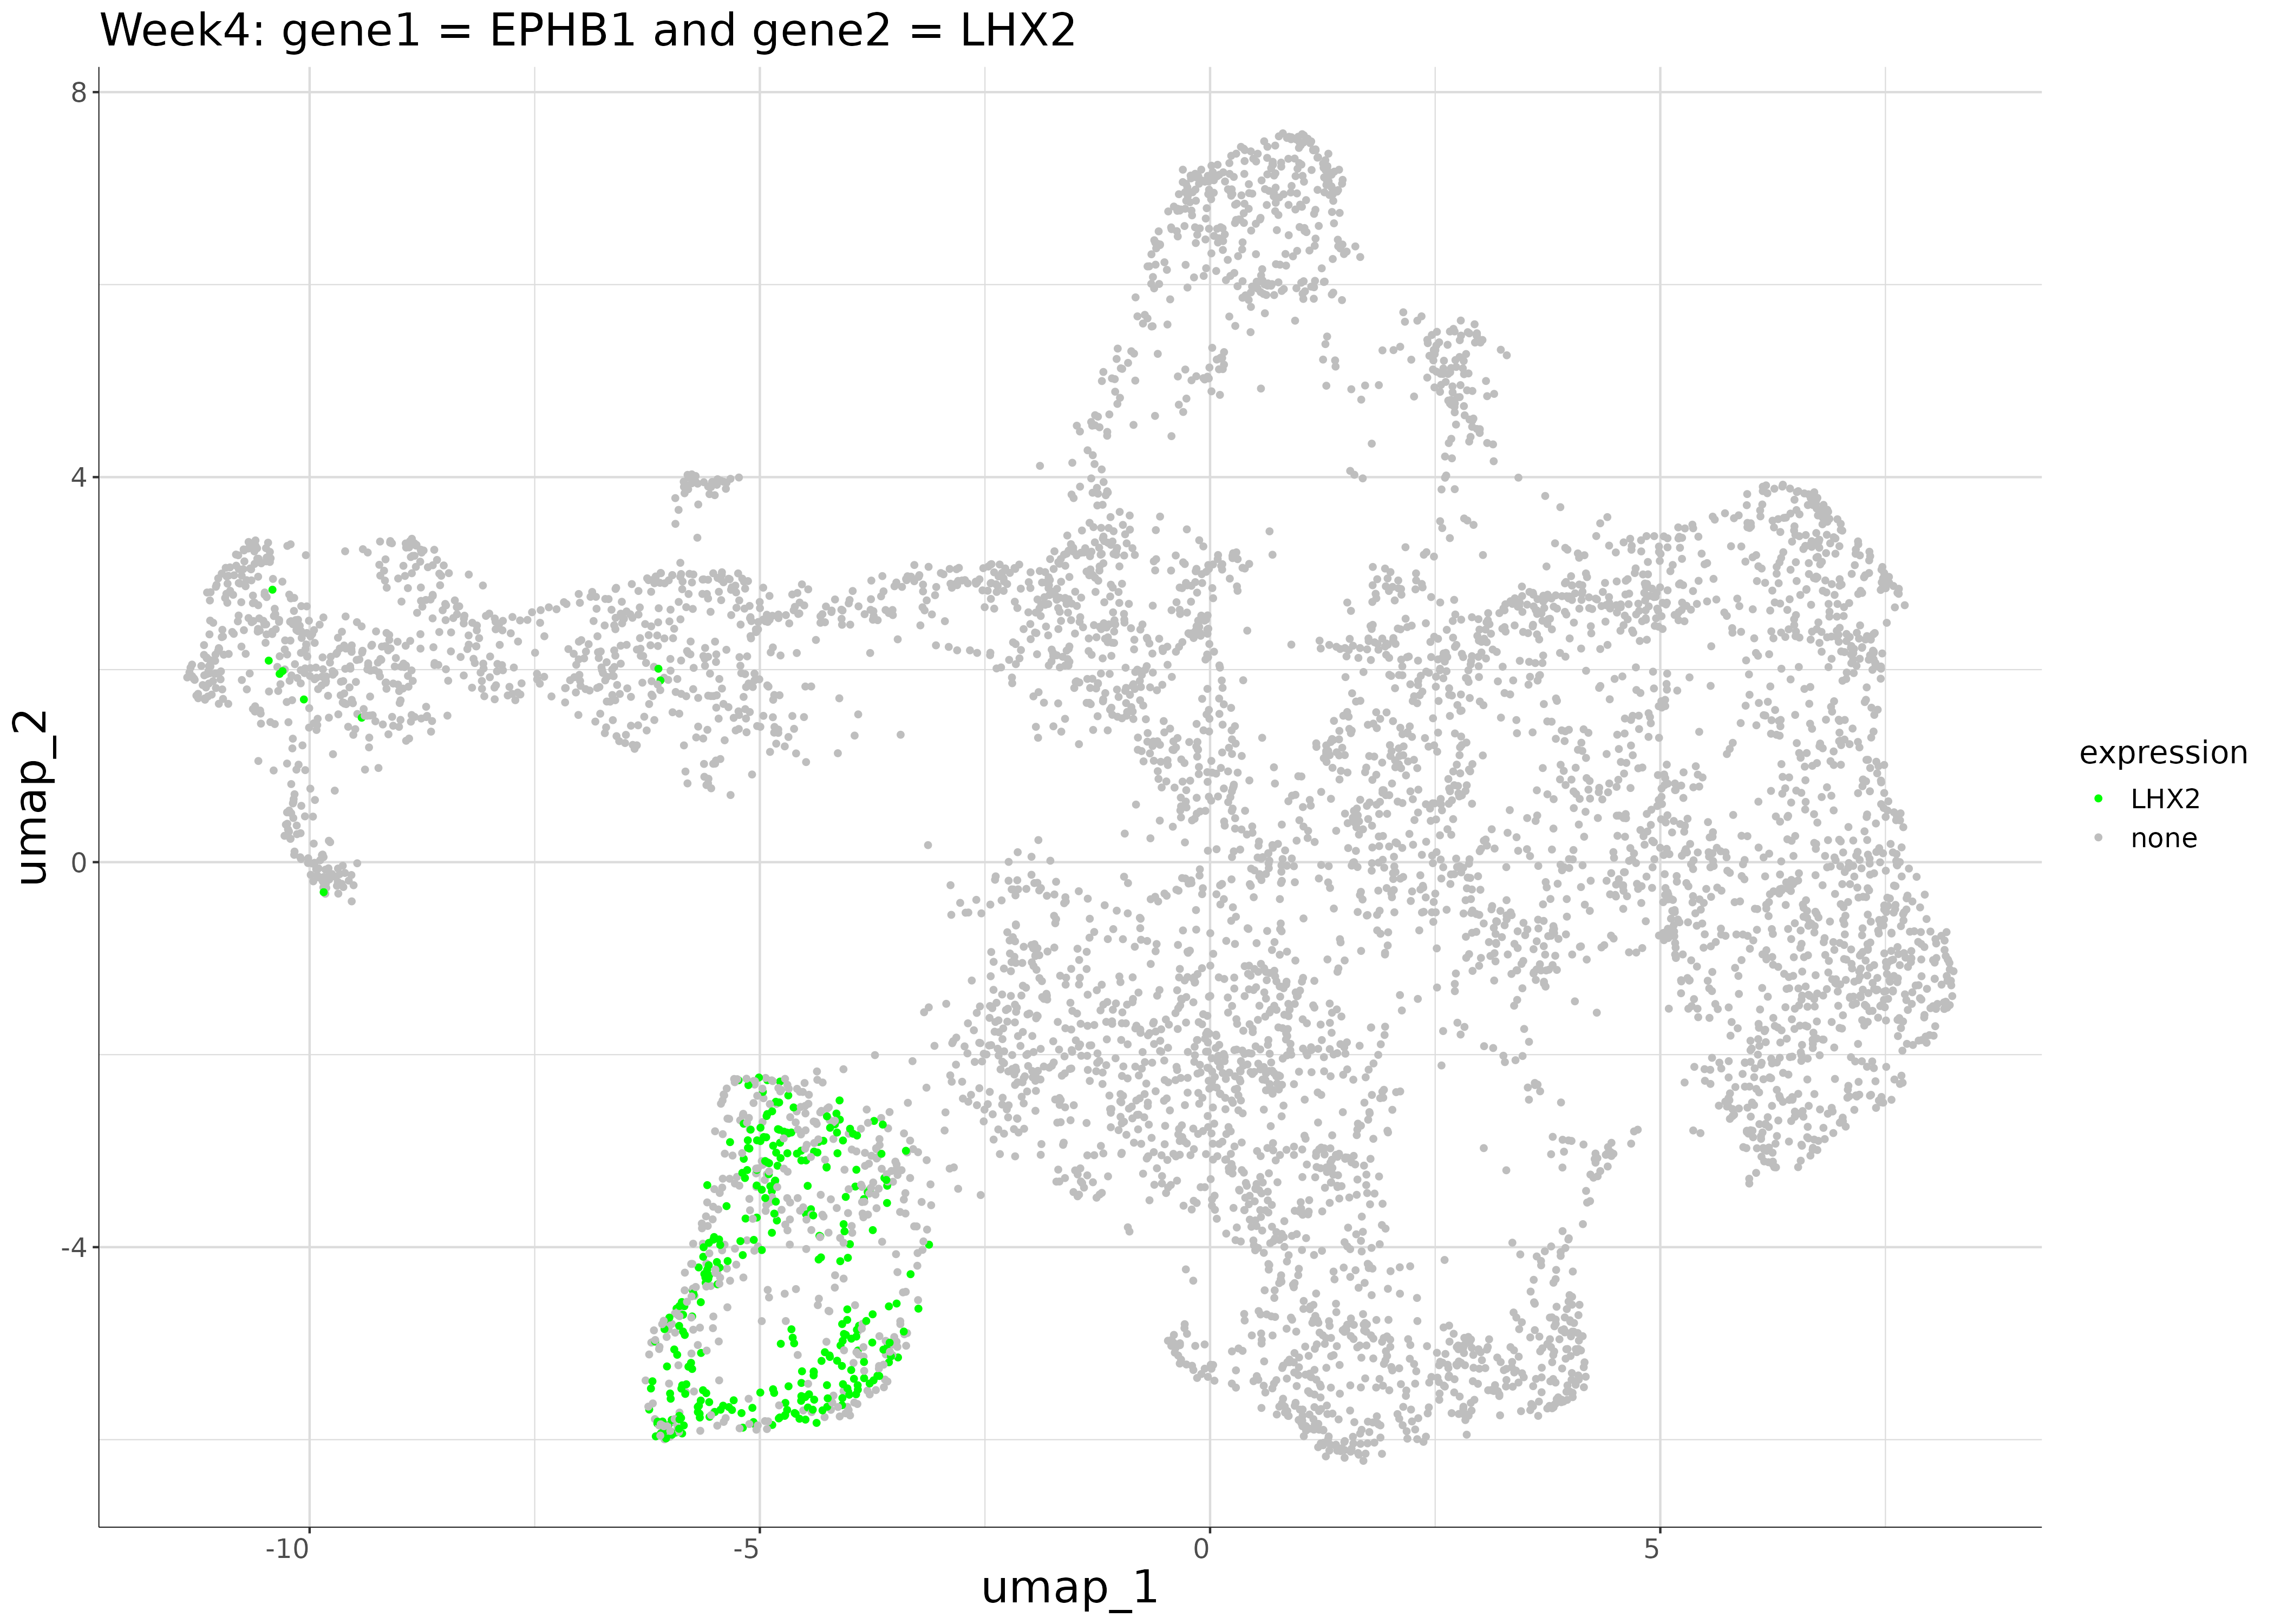 Week4: gene1 = EPHB1 and gene2 = LHX2
8
4
0
-4
umap_2
-10
-5
0
5
umap_1
expression
LHX2
none